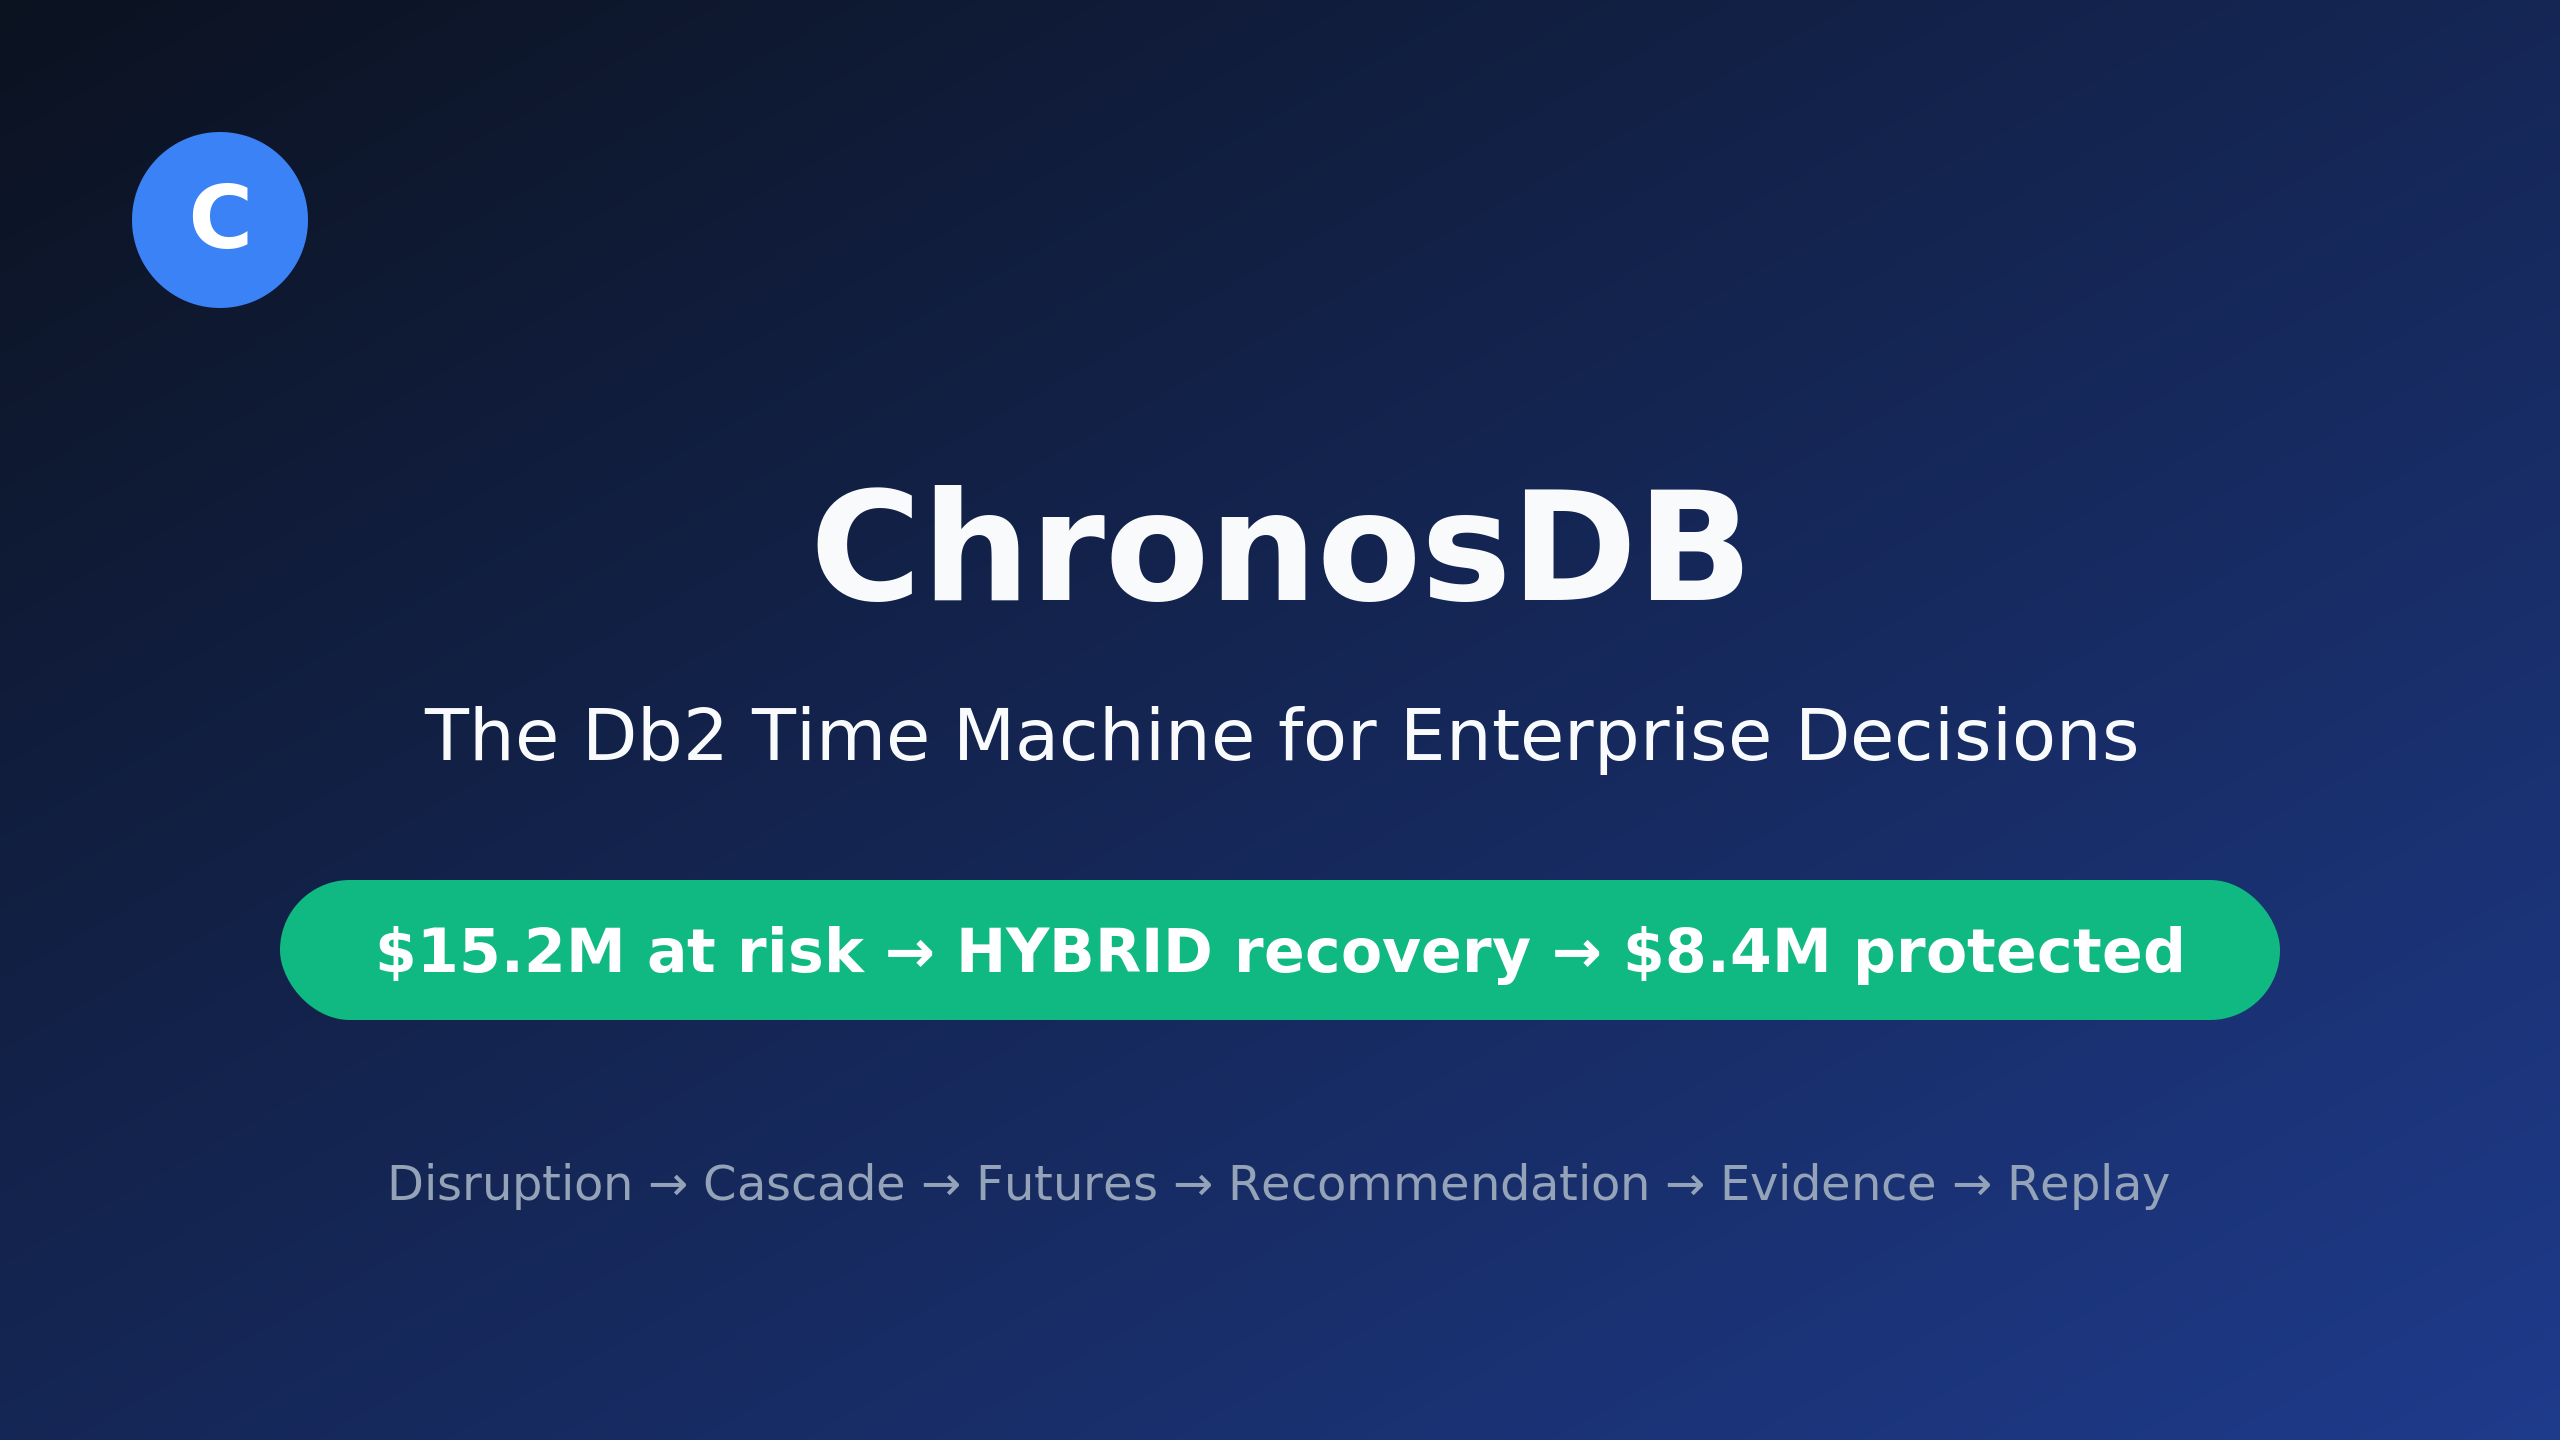 C
ChronosDB
The Db2 Time Machine for Enterprise Decisions
$15.2M at risk → HYBRID recovery → $8.4M protected
Disruption → Cascade → Futures → Recommendation → Evidence → Replay